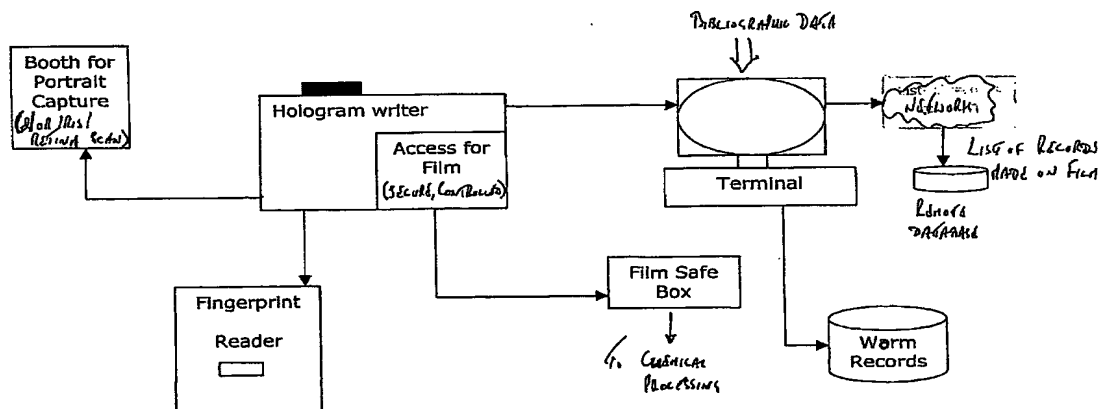 BIBLIOGRAPHIC DATA
Booth for
Portrait
Capture
(&/OR IRIS/
RETINA SCAN)
Hologram writer
Access for
Film
(SECURE, CONTROLLED)
Terminal
NETWORK
LIST OF RECORDS
MADE ON FILM
REMOTE
DATABASE
Fingerprint
Reader
Film Safe
Box
TO CHEMICAL
PROCESSING
Warm
Records